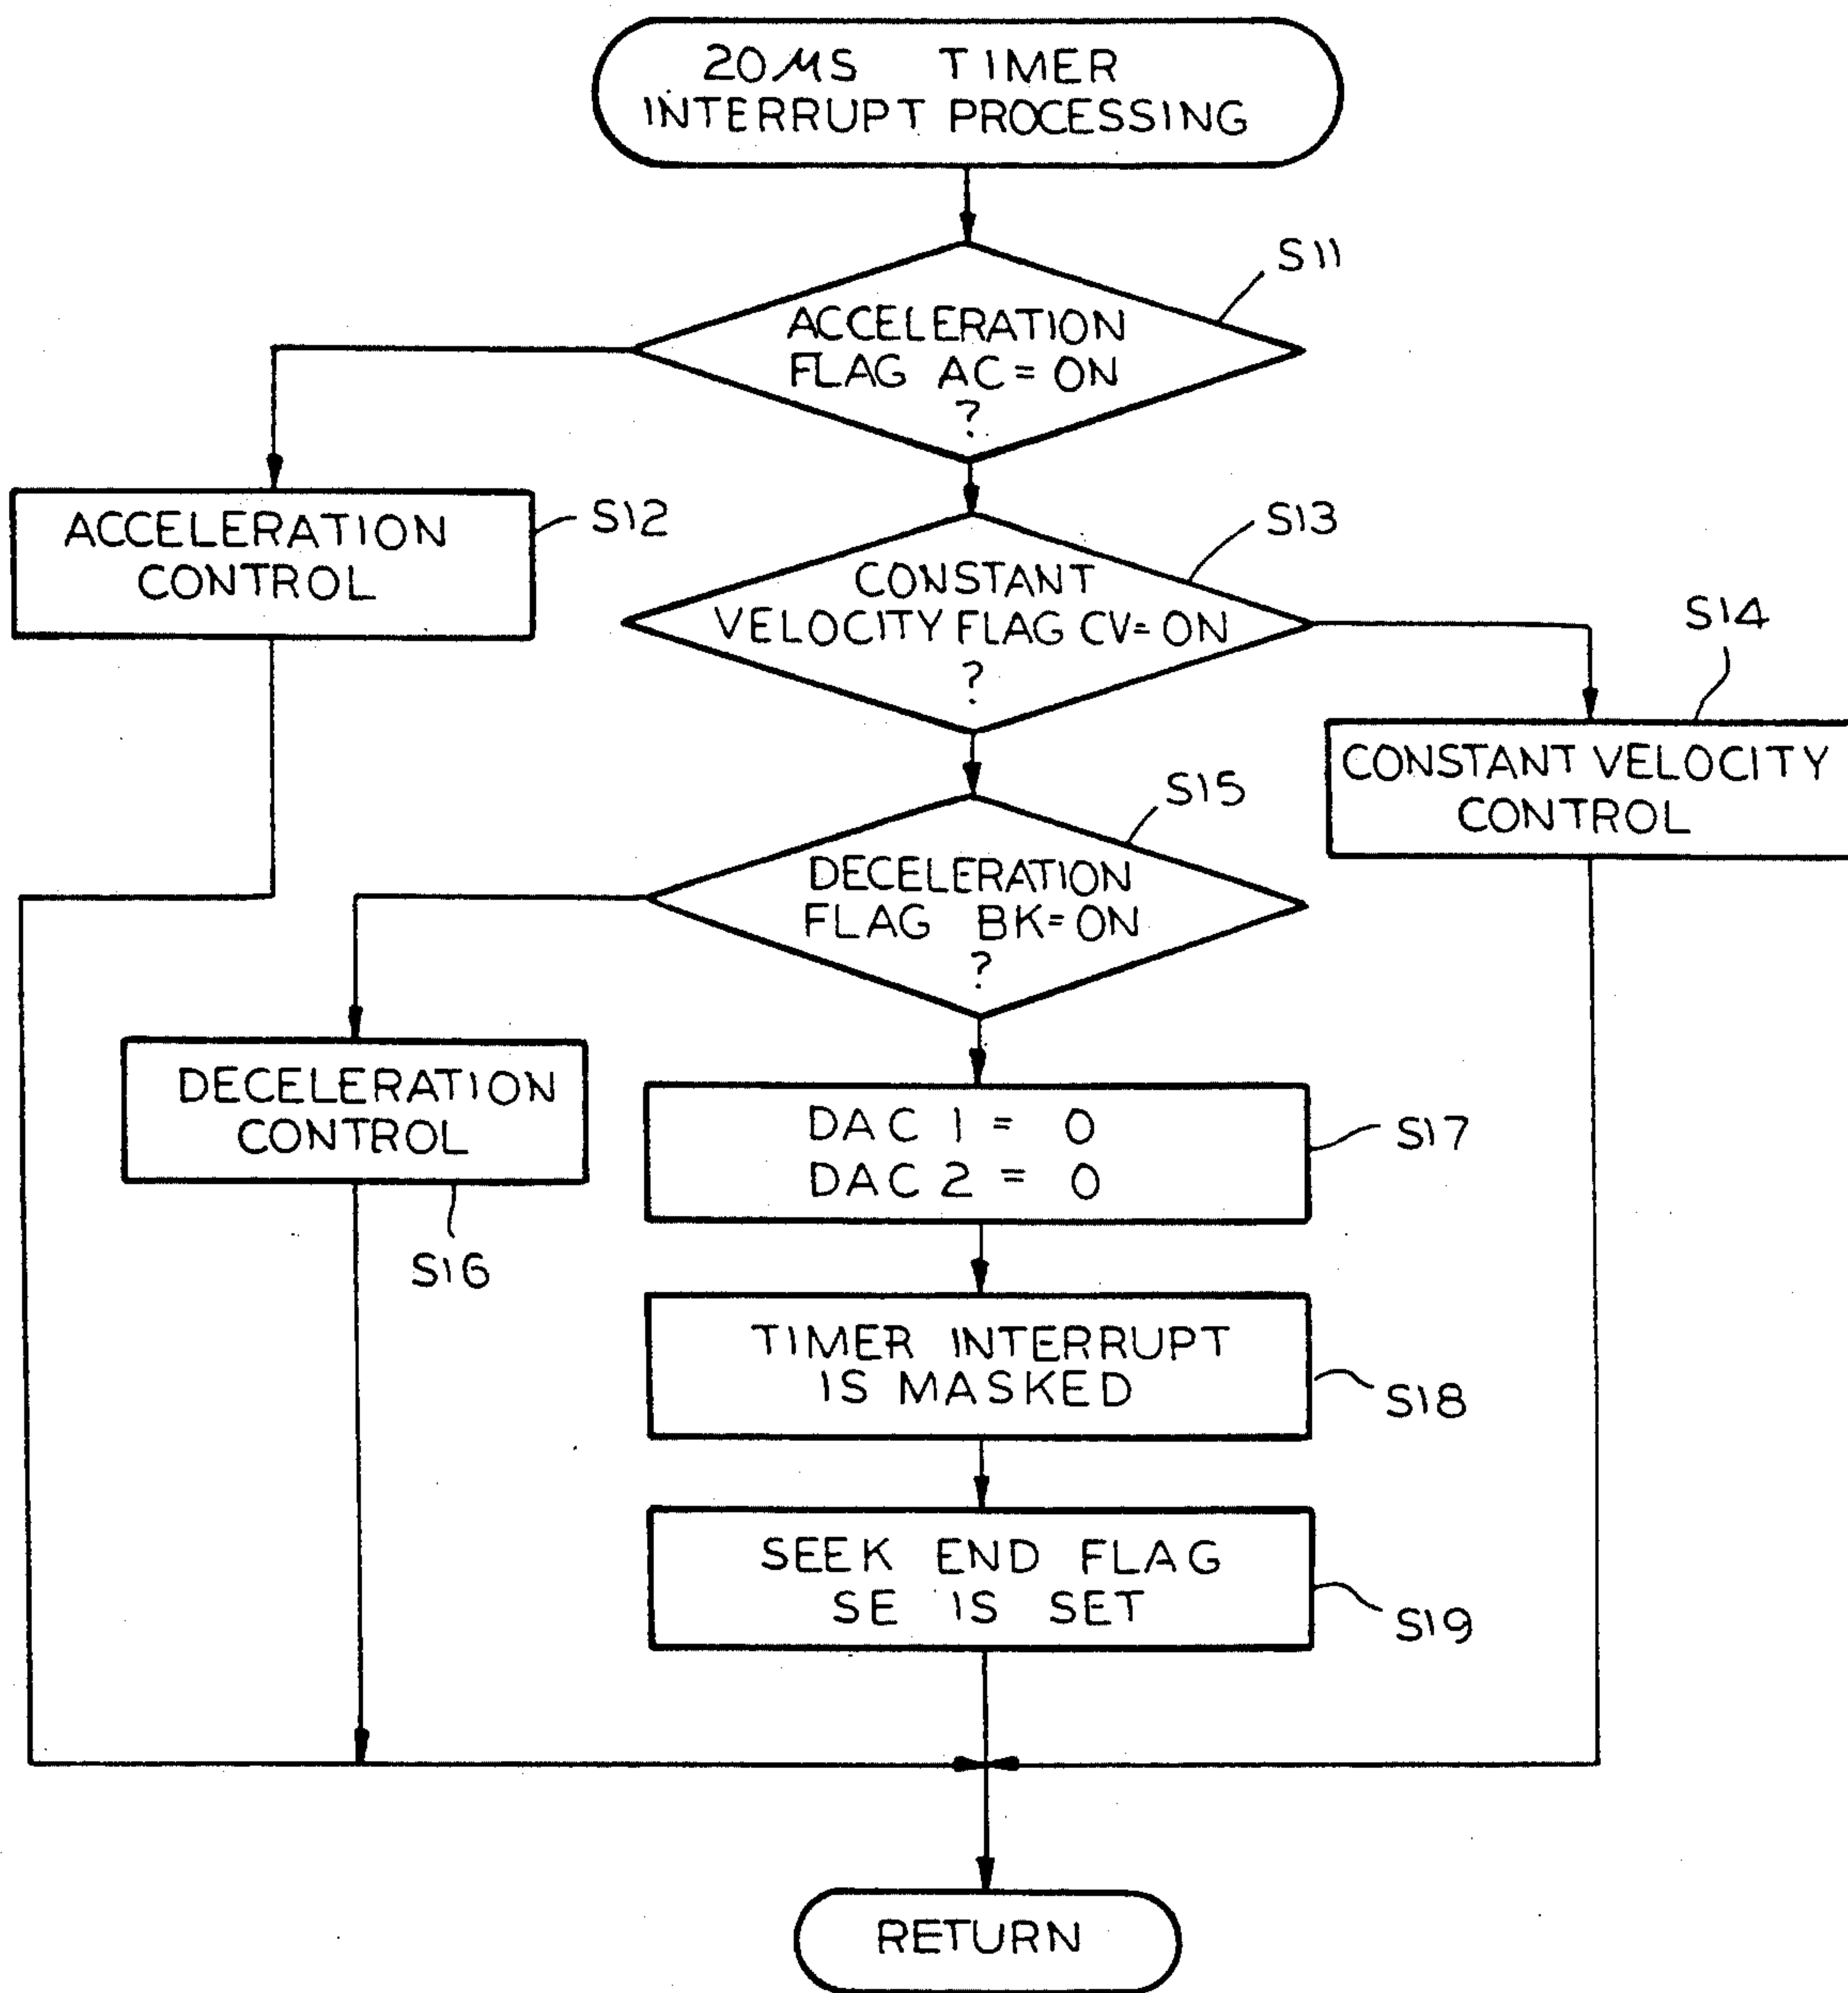 20μS TIMER
INTERRUPT PROCESSING
S11
ACCELERATION
FLAG AC = ON
?
ACCELERATION
CONTROL
S12
S13
CONSTANT
VELOCITY FLAG CV = ON
?
S14
CONSTANT VELOCITY
CONTROL
S15
DECELERATION
FLAG BK = ON
?
DECELERATION
CONTROL
S16
DAC 1 = 0
DAC 2 = 0
S17
TIMER INTERRUPT
IS MASKED
S18
SEEK END FLAG
SE IS SET
S19
RETURN